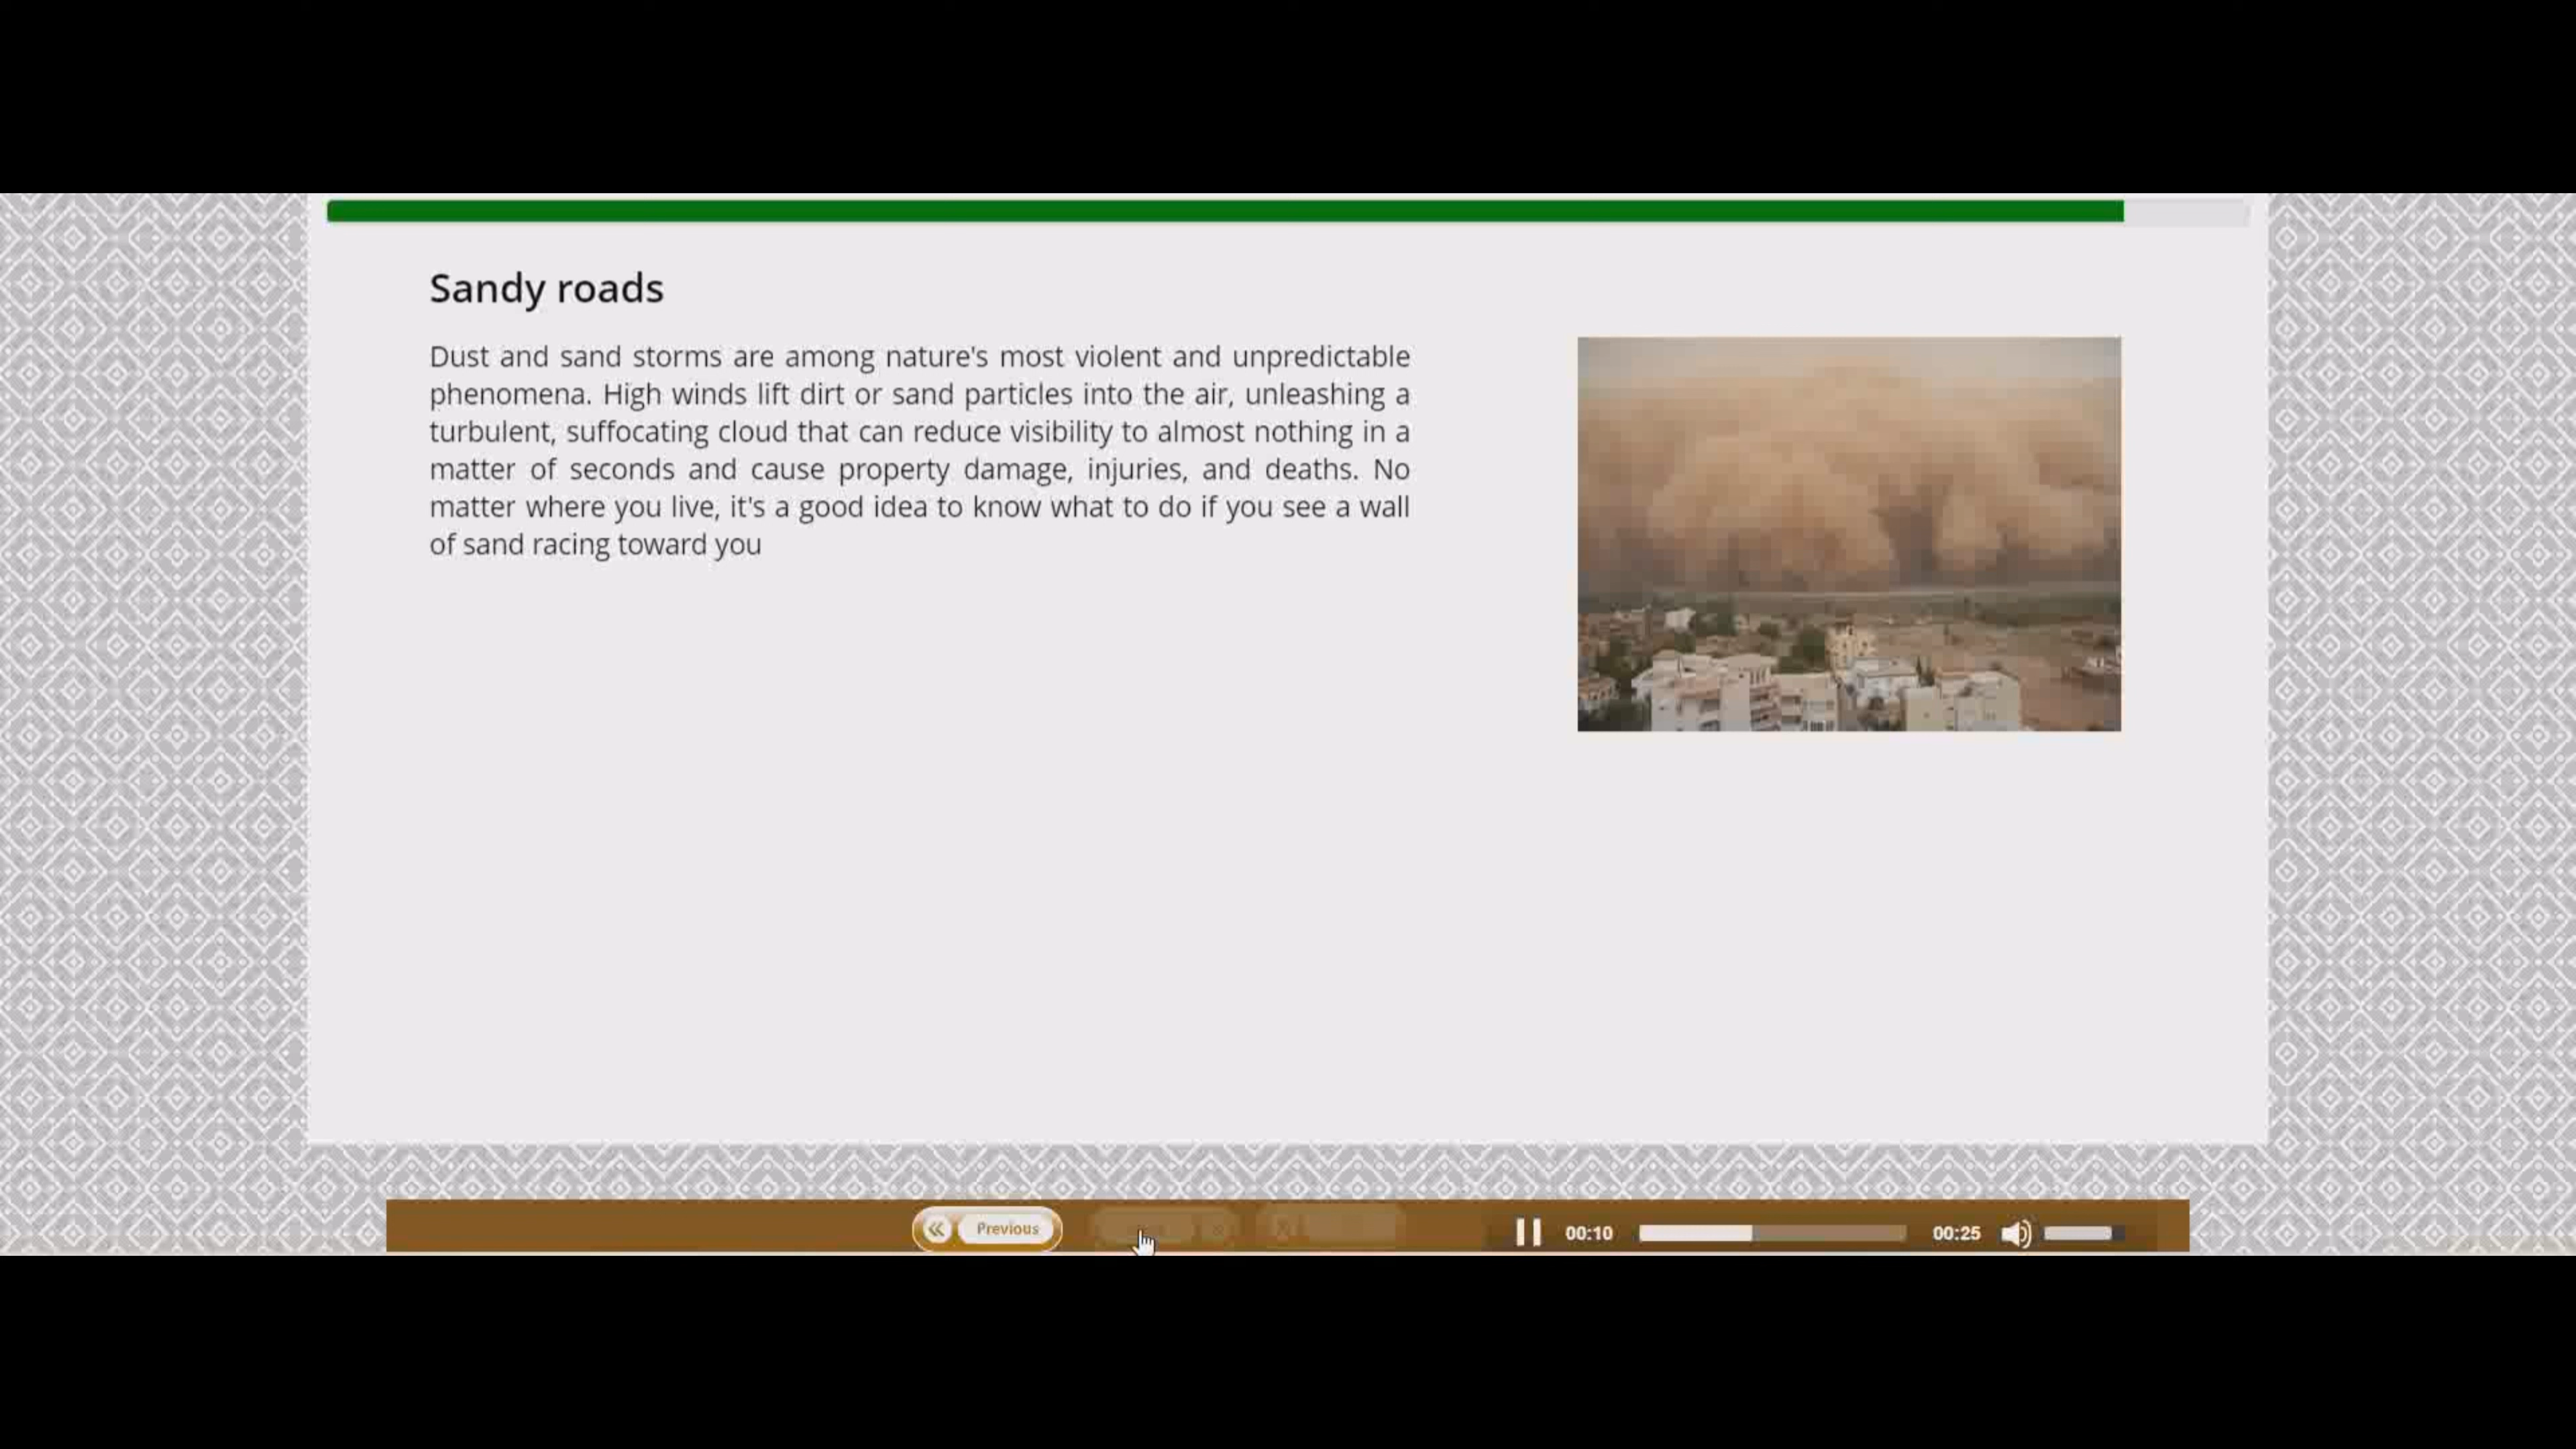 Sandy roads
Dust and sand storms are among nature's most violent and unpredictable
phenomena. High winds lift dirt or sand particles into the air, unleashing a
turbulent, suffocating cloud that can reduce visibility to almost nothing in a
matter of seconds and cause property damage, injuries, and deaths. No
matter where you live, it's a good idea to know what to do if you see a wall
of sand racing toward you
Previous
00:10
00:25